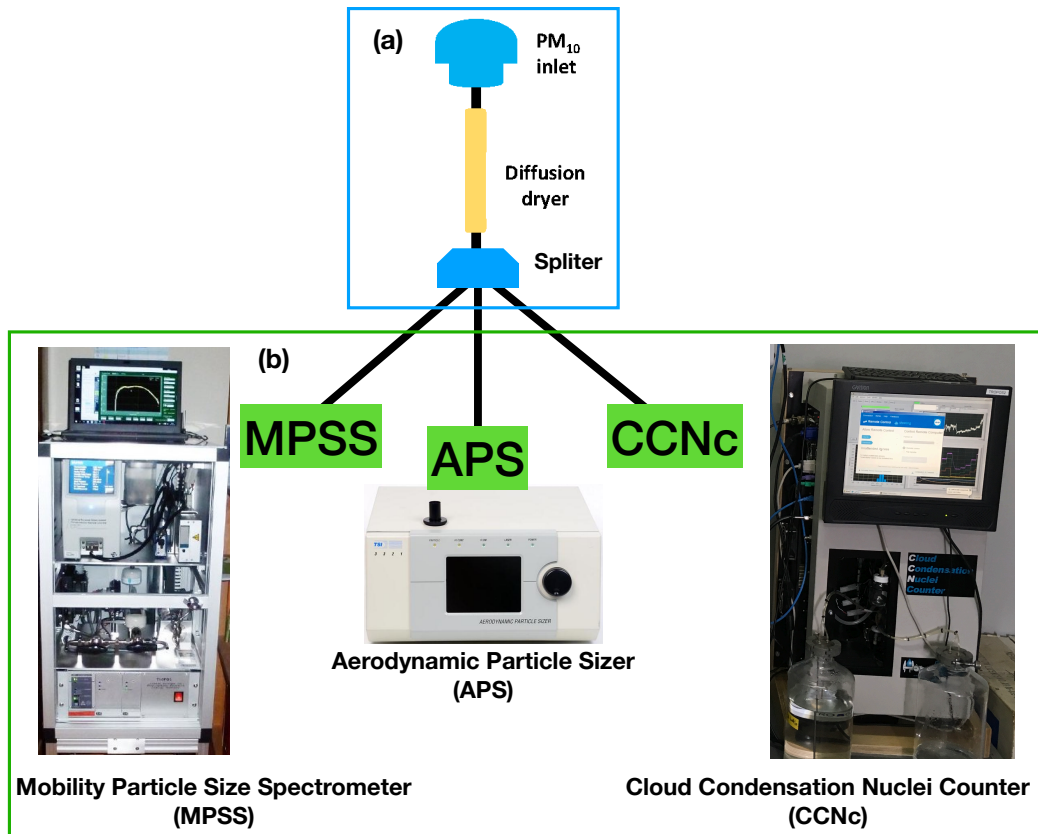 (a)
PM10
inlet
Diffusion
dryer
Spliter
(b)
MPSS
APS
CCNc
TSI
AERODYNAMIC PARTICLE SIZER
Cloud
Condensation
Nuclei
Counter
Aerodynamic Particle Sizer
(APS)
Mobility Particle Size Spectrometer
(MPSS)
Cloud Condensation Nuclei Counter
(CCNc)